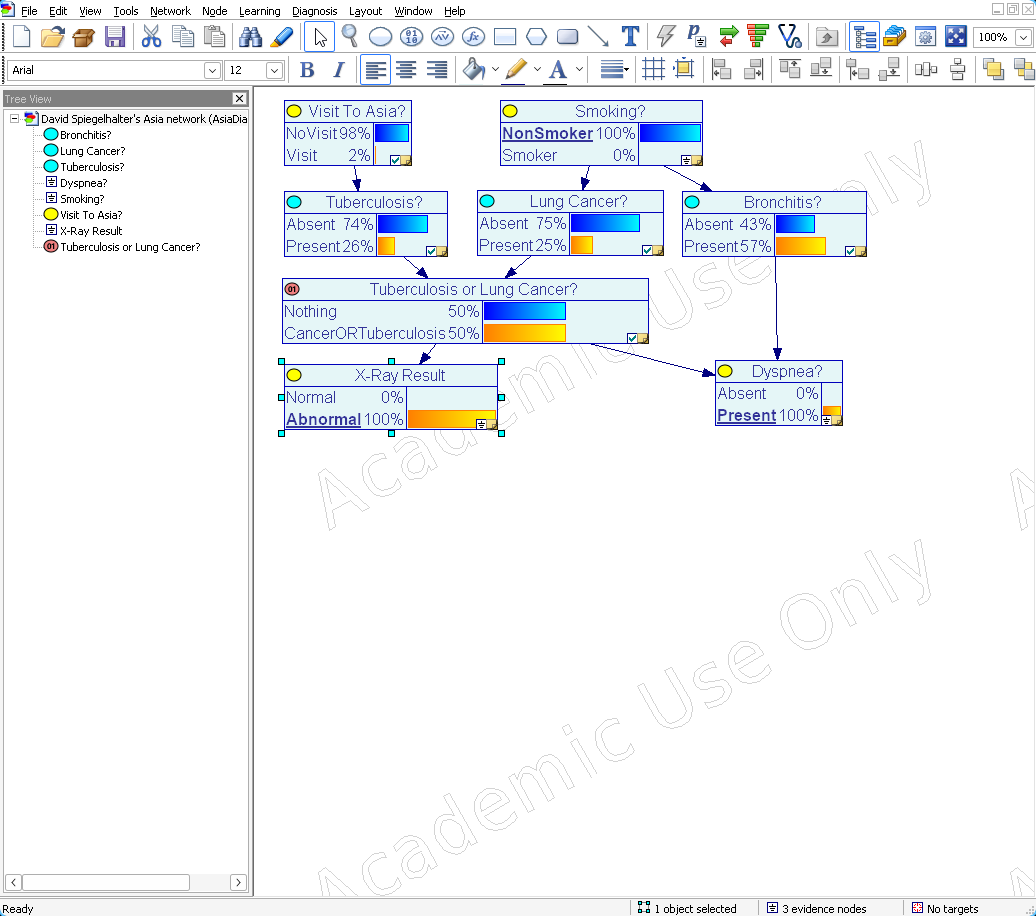 File Edit View Tools Network Node Learning Diagnosis Layout Window Help
100%
Arial 12 B I A
Tree View
David Spiegelhalter's Asia network (AsiaDia
Bronchitis?
Lung Cancer?
Tuberculosis?
Dyspnea?
Smoking?
Visit To Asia?
X-Ray Result
Tuberculosis or Lung Cancer?
Visit To Asia?
NoVisit 98%
Visit 2%
Smoking?
NonSmoker 100%
Smoker 0%
Tuberculosis?
Absent 74%
Present 26%
Lung Cancer?
Absent 75%
Present 25%
Bronchitis?
Absent 43%
Present 57%
Tuberculosis or Lung Cancer?
Nothing 50%
CancerORTuberculosis 50%
X-Ray Result
Normal 0%
Abnormal 100%
Dyspnea?
Absent 0%
Present 100%
Academic Use Only
Academic Use Only
Ready 1 object selected 3 evidence nodes No targets